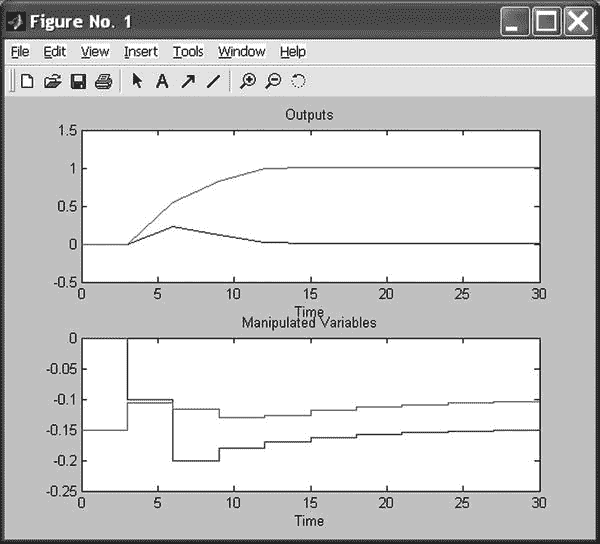 Figure No. 1
File Edit View Insert Tools Window Help
A
Outputs
1.5
1
0.5
0
-0.5
0 5 10 15 20 25 30
Time
Manipulated Variables
0
-0.05
-0.1
-0.15
-0.2
-0.25
0 5 10 15 20 25 30
Time